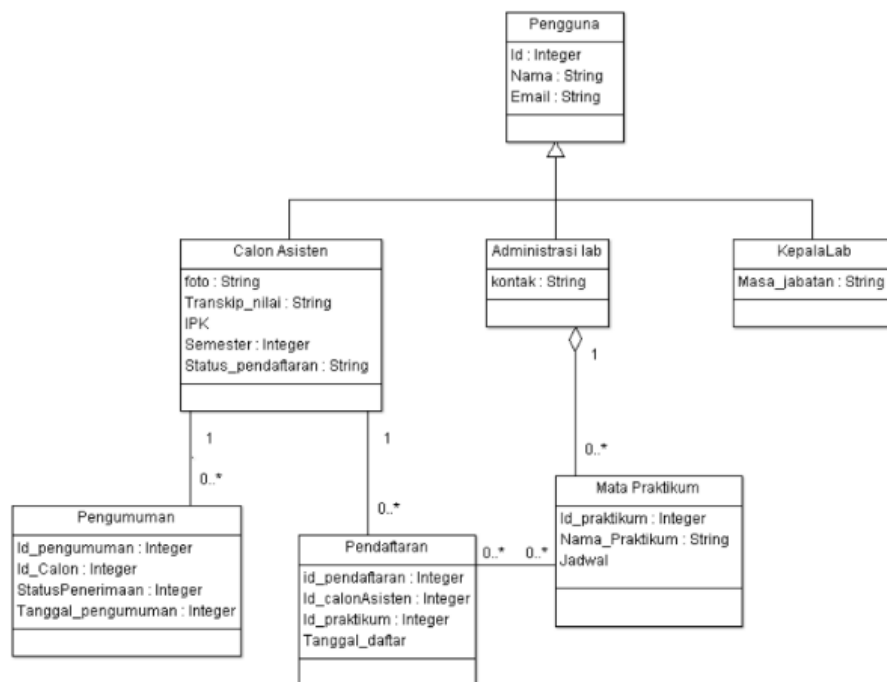 Pengguna
Id : Integer
Nama : String
Email : String
Calon Asisten
foto : String
Transkip_nilai : String
IPK
Semester : Integer
Status_pendaftaran : String
Administrasi lab
kontak : String
KepalaLab
Masa_jabatan : String
1
0..*
1
0..*
1
0..*
Pengumuman
Id_pengumuman : Integer
Id_Calon : Integer
StatusPenerimaan : Integer
Tanggal_pengumuman : Integer
Pendaftaran
id_pendaftaran : Integer
Id_calonAsisten : Integer
Id_praktikum : Integer
Tanggal_daftar
0..* 0..*
Mata Praktikum
Id_praktikum : Integer
Nama_Praktikum : String
Jadwal